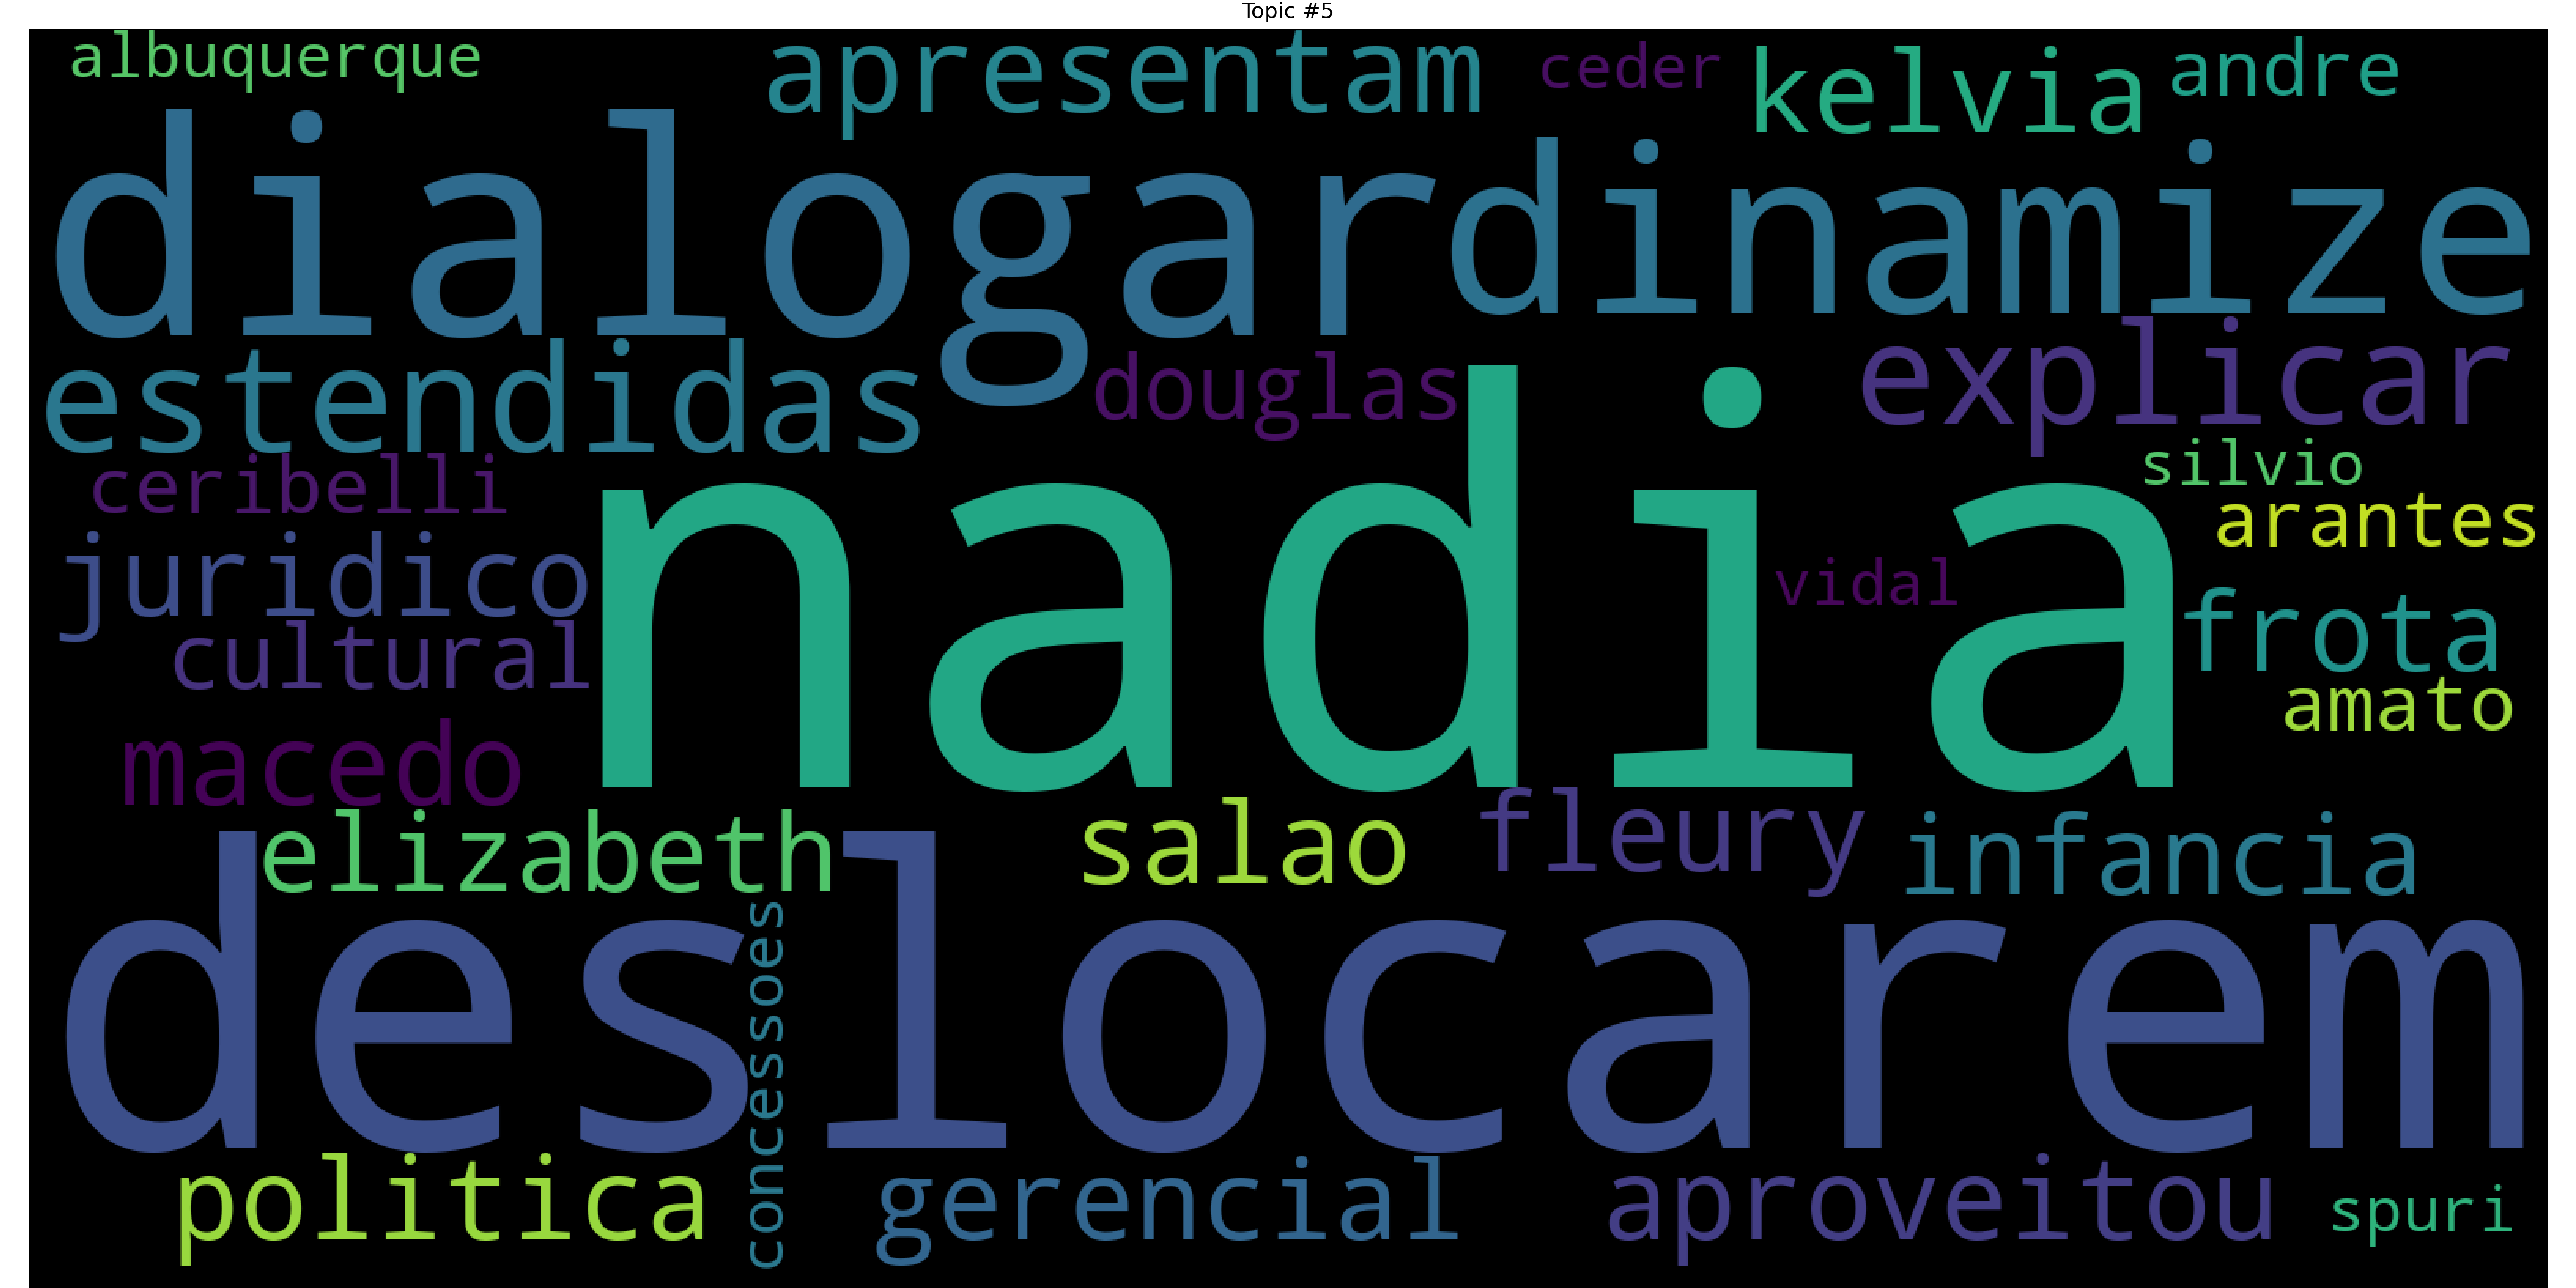 Topic #5
albuquerque
apresentam
ceder
kelvia
andre
dialogar
dinamize
estendidas
douglas
explicar
ceribelli
silvio
arantes
juridico
nadia
vidal
cultural
frota
amato
macedo
elizabeth
salao
fleury
infancia
deslocarem
concessoes
politica
gerencial
aproveitou
spuri